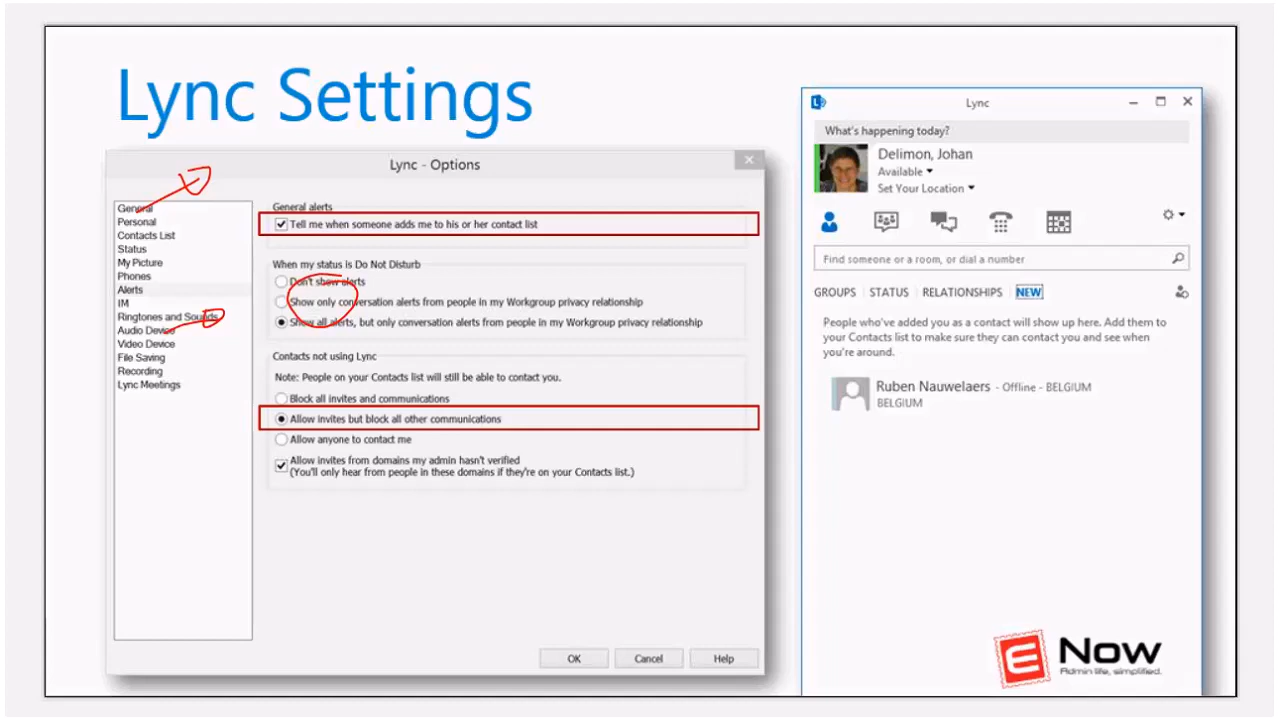 Lync Settings
Lync - Options
General
Personal
Contacts List
Status
My Picture
Phones
Alerts
IM
Ringtones and Sounds
Audio Device
Video Device
File Saving
Recording
Lync Meetings
General alerts
Tell me when someone adds me to his or her contact list
When my status is Do Not Disturb
Don't show alerts
Show only conversation alerts from people in my Workgroup privacy relationship
Show all alerts, but only conversation alerts from people in my Workgroup privacy relationship
Contacts not using Lync
Note: People on your Contacts list will still be able to contact you.
Block all invites and communications
Allow invites but block all other communications
Allow anyone to contact me
Allow invites from domains my admin hasn't verified
(You'll only hear from people in these domains if they're on your Contacts list.)
OK Cancel Help
Lync
What's happening today?
Delimon, Johan
Available
Set Your Location
Find someone or a room, or dial a number
GROUPS STATUS RELATIONSHIPS NEW
People who've added you as a contact will show up here. Add them to
your Contacts list to make sure they can contact you and see when
you're around.
Ruben Nauwelaers - Offline - BELGIUM
BELGIUM
E Now
Admin life, simplified.